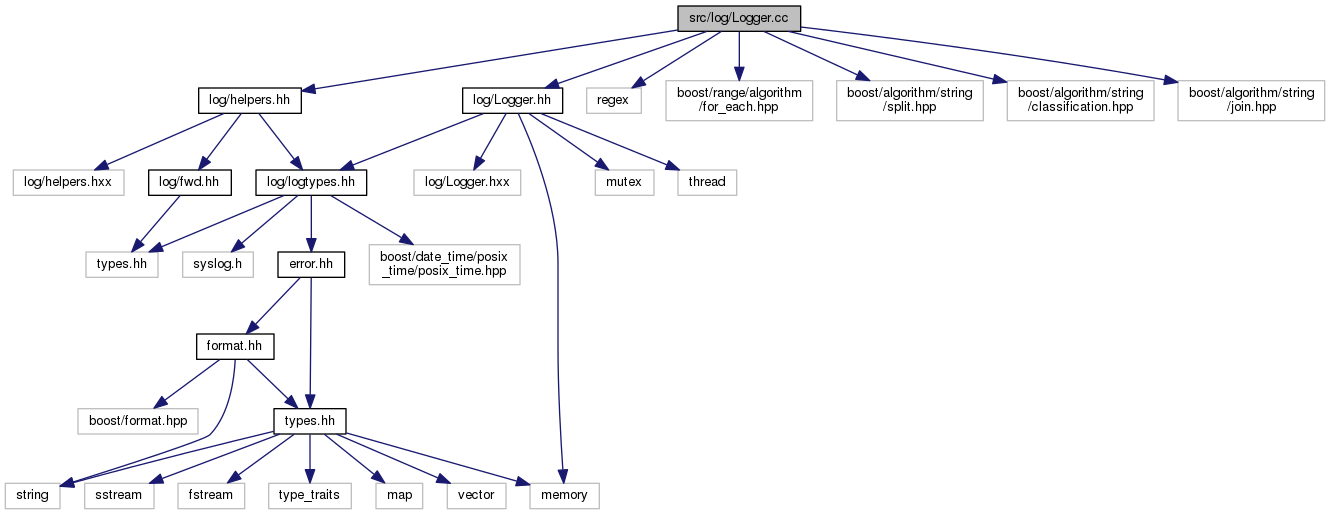 src/log/Logger.cc
log/helpers.hh
log/Logger.hh
regex
boost/range/algorithm
/for_each.hpp
boost/algorithm/string
/split.hpp
boost/algorithm/string
/classification.hpp
boost/algorithm/string
/join.hpp
log/helpers.hxx
log/fwd.hh
log/logtypes.hh
log/Logger.hxx
mutex
thread
types.hh
syslog.h
error.hh
boost/date_time/posix
_time/posix_time.hpp
format.hh
boost/format.hpp
types.hh
string
sstream
fstream
type_traits
map
vector
memory